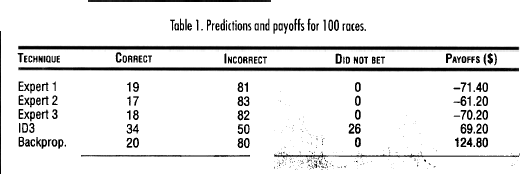 Table 1. Predictions and payoffs for 100 races.
TECHNIQUE CORRECT INCORRECT DID NOT BET PAYOFFS ($)
Expert 1 19 81 0 –71.40
Expert 2 17 83 0 –61.20
Expert 3 18 82 0 –70.20
ID3 34 50 26 69.20
Backprop. 20 80 0 124.80